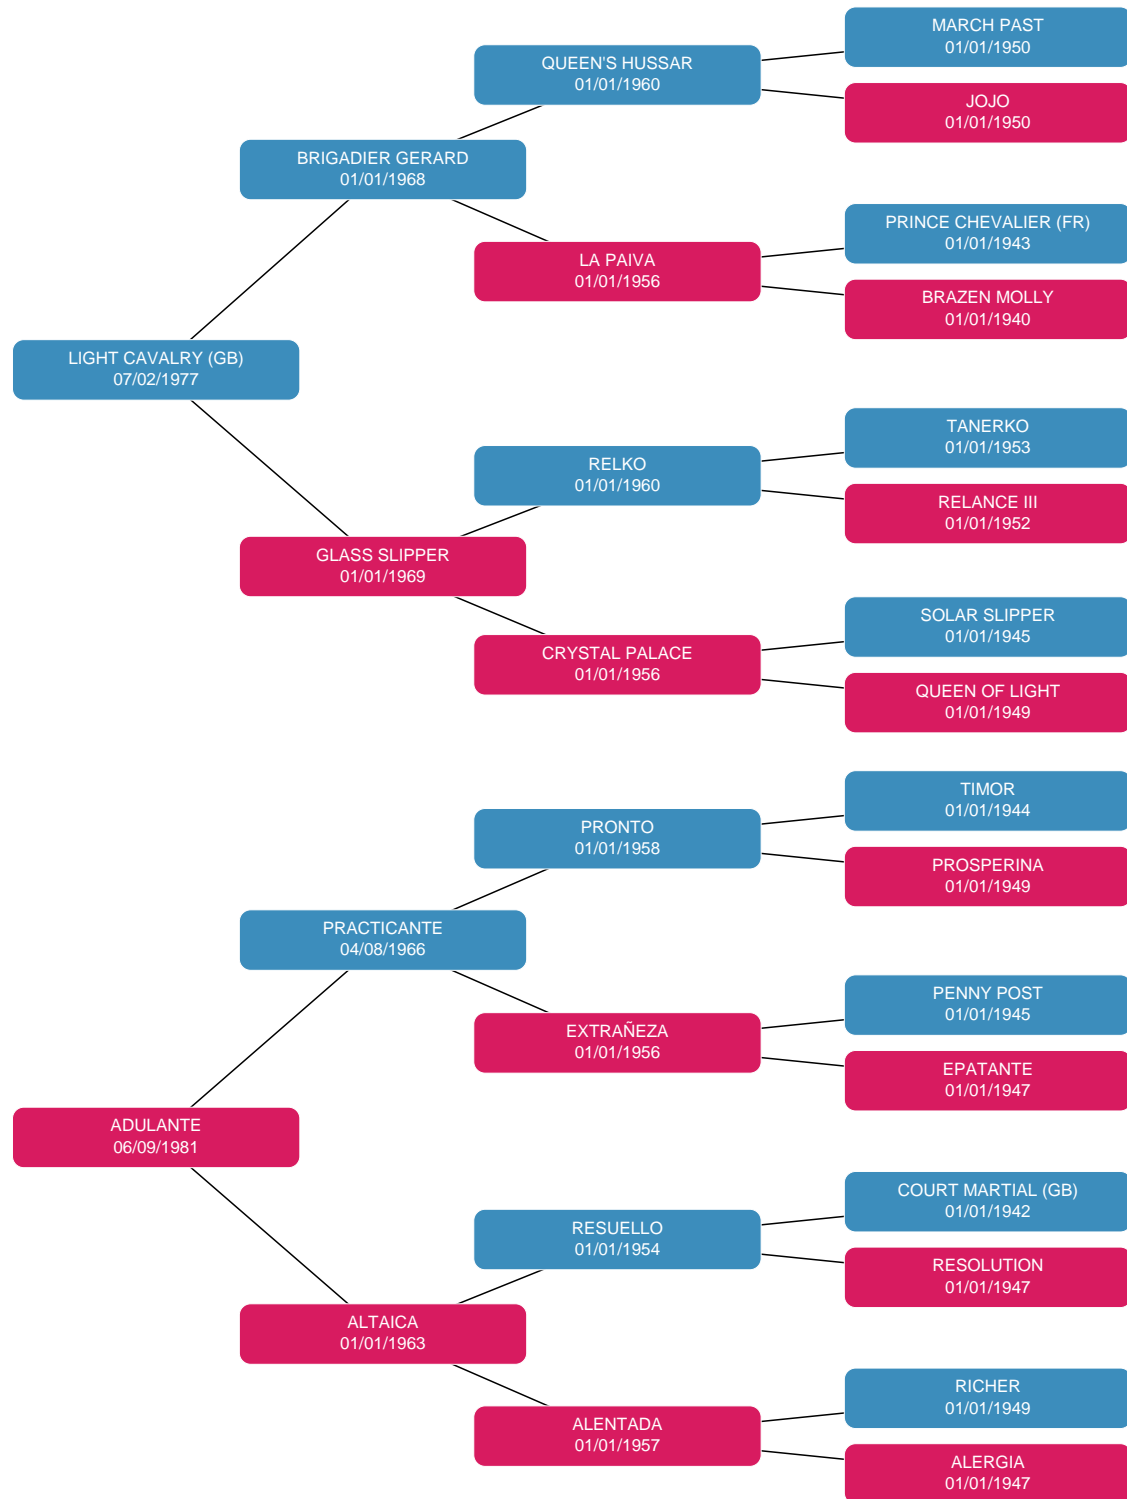 MARCH PAST
01/01/1950
QUEEN'S HUSSAR
01/01/1960
JOJO
01/01/1950
BRIGADIER GERARD
01/01/1968
PRINCE CHEVALIER (FR)
01/01/1943
LA PAIVA
01/01/1956
BRAZEN MOLLY
01/01/1940
LIGHT CAVALRY (GB)
07/02/1977
TANERKO
01/01/1953
RELKO
01/01/1960
RELANCE III
01/01/1952
GLASS SLIPPER
01/01/1969
SOLAR SLIPPER
01/01/1945
CRYSTAL PALACE
01/01/1956
QUEEN OF LIGHT
01/01/1949
TIMOR
01/01/1944
PRONTO
01/01/1958
PROSPERINA
01/01/1949
PRACTICANTE
04/08/1966
PENNY POST
01/01/1945
EXTRAÑEZA
01/01/1956
EPATANTE
01/01/1947
ADULANTE
06/09/1981
COURT MARTIAL (GB)
01/01/1942
RESUELLO
01/01/1954
RESOLUTION
01/01/1947
ALTAICA
01/01/1963
RICHER
01/01/1949
ALENTADA
01/01/1957
ALERGIA
01/01/1947